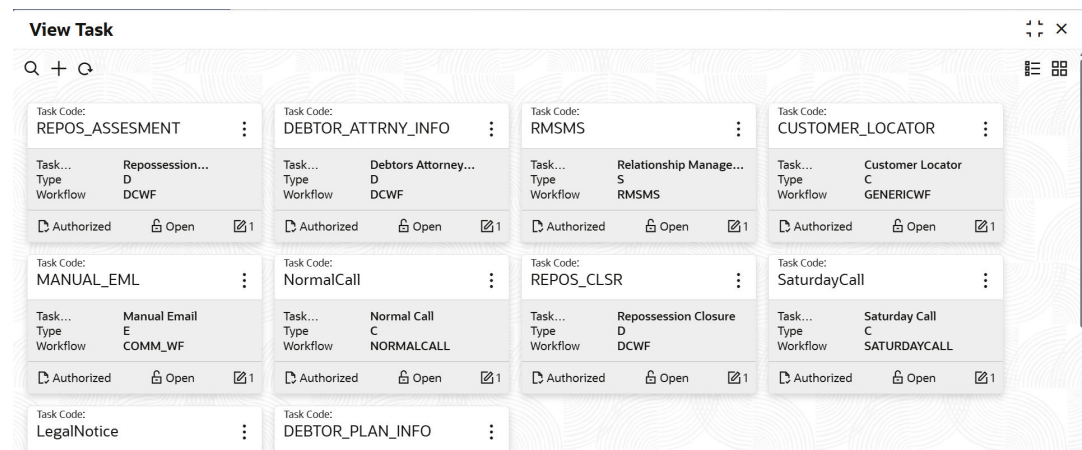 View Task
Task Code:
REPOS_ASSESMENT
Task... Repossession...
Type D
Workflow DCWF
Authorized Open 1
Task Code:
DEBTOR_ATTRNY_INFO
Task... Debtors Attorney...
Type D
Workflow DCWF
Authorized Open 1
Task Code:
RMSMS
Task... Relationship Manage...
Type S
Workflow RMSMS
Authorized Open 1
Task Code:
CUSTOMER_LOCATOR
Task... Customer Locator
Type C
Workflow GENERICWF
Authorized Open 1
Task Code:
MANUAL_EML
Task... Manual Email
Type E
Workflow COMM_WF
Authorized Open 1
Task Code:
NormalCall
Task... Normal Call
Type C
Workflow NORMALCALL
Authorized Open 1
Task Code:
REPOS_CLSR
Task... Repossession Closure
Type D
Workflow DCWF
Authorized Open 1
Task Code:
SaturdayCall
Task... Saturday Call
Type C
Workflow SATURDAYCALL
Authorized Open 1
Task Code:
LegalNotice
Task Code:
DEBTOR_PLAN_INFO